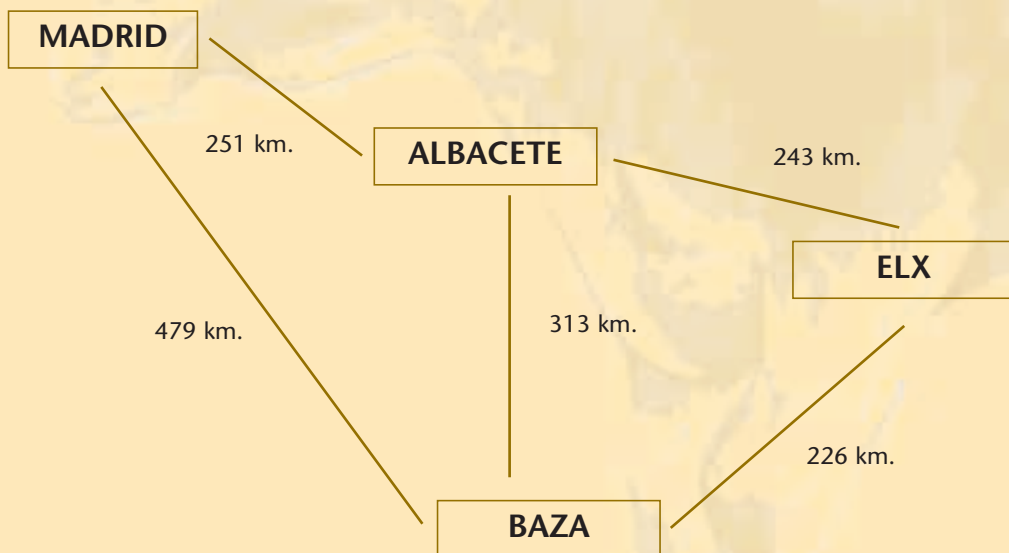 MADRID
251 km.
ALBACETE
243 km.
ELX
479 km.
313 km.
226 km.
BAZA